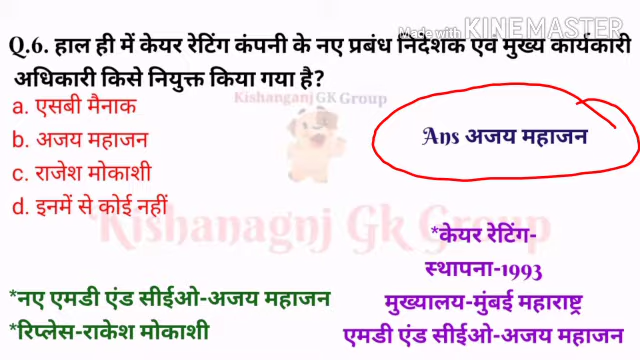 Made with KINEMASTER
Q.6. हाल ही में केयर रेटिंग कंपनी के नए प्रबंध निदेशक एवं मुख्य कार्यकारी
अधिकारी किसे नियुक्त किया गया है?
Kishanganj GK Group
a. एसबी मैनाक
b. अजय महाजन
c. राजेश मोकाशी
d. इनमें से कोई नहीं
Ans अजय महाजन
Kishanagnj Gk Group
*केयर रेटिंग-
स्थापना-1993
मुख्यालय-मुंबई महाराष्ट्र
एमडी एंड सीईओ-अजय महाजन
*नए एमडी एंड सीईओ-अजय महाजन
*रिप्लेस-राकेश मोकाशी